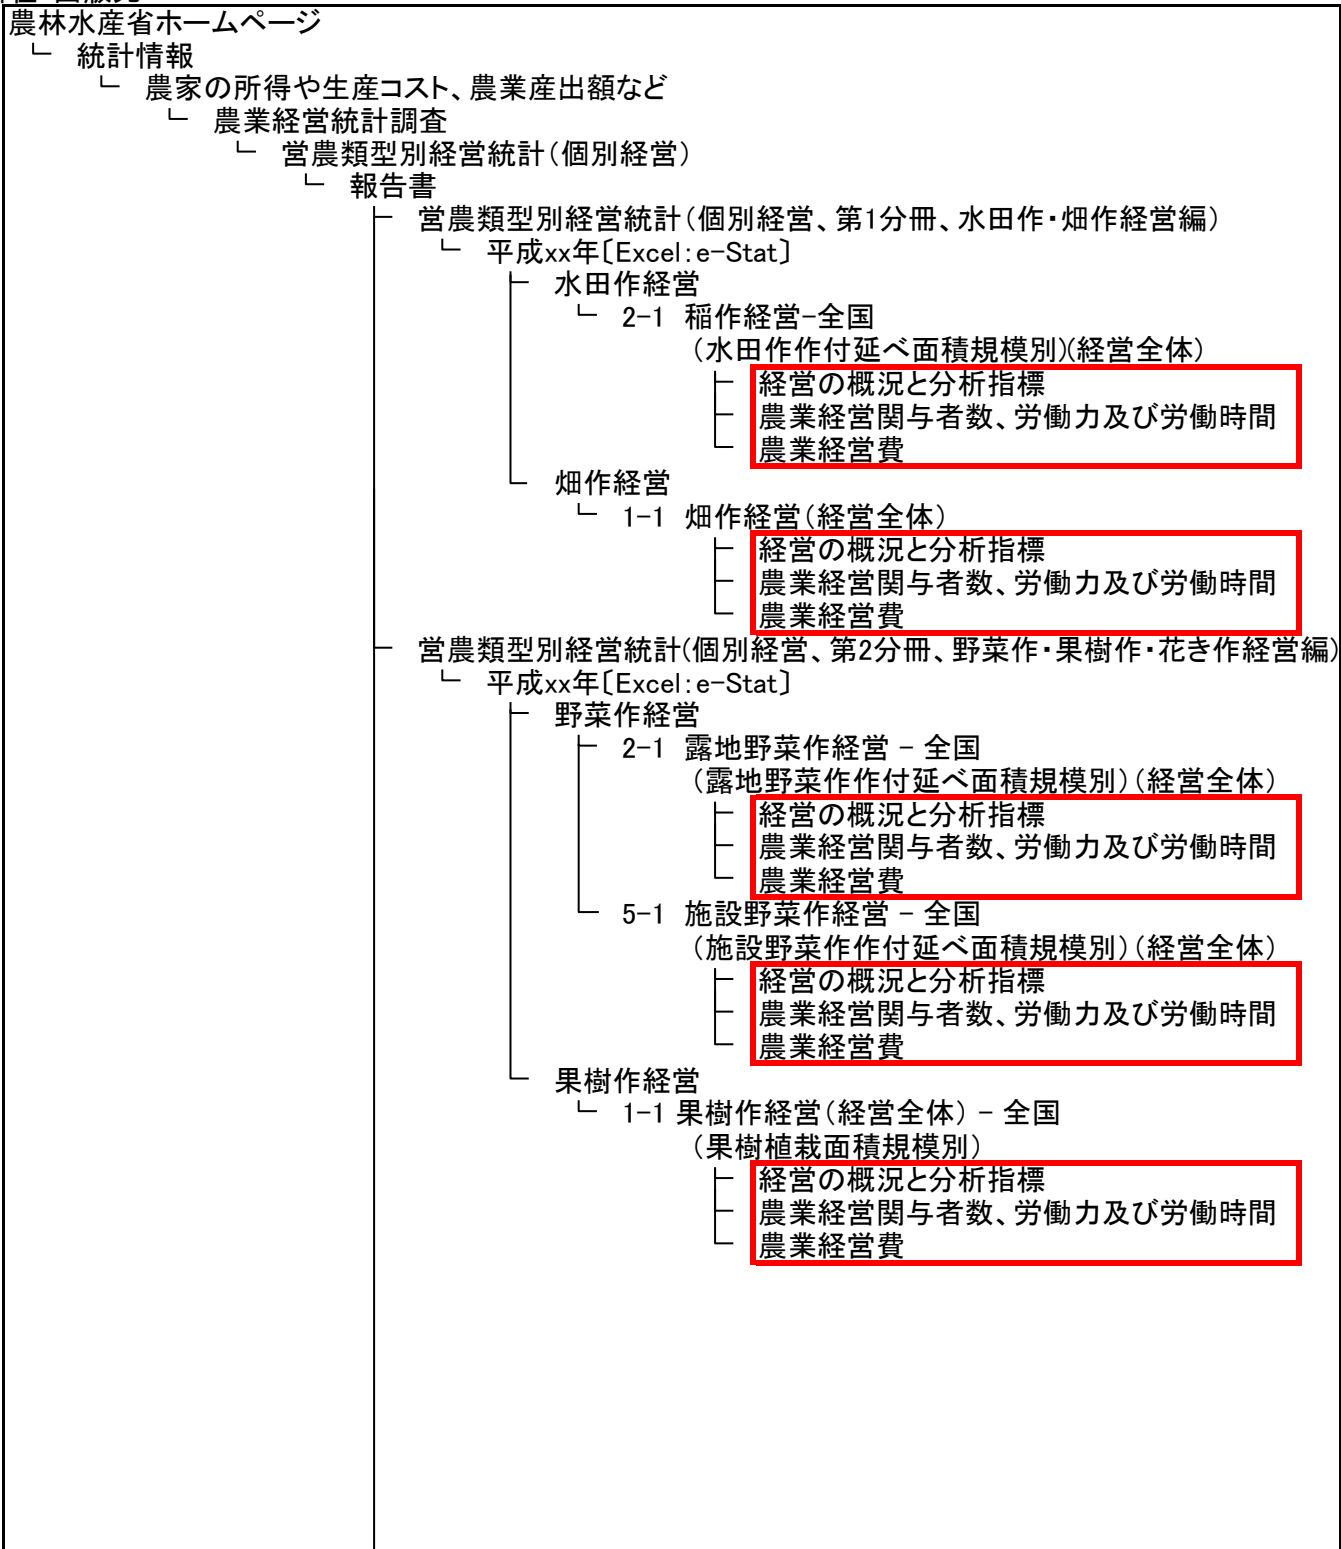 農林水産省ホームページ
統計情報
農家の所得や生産コスト、農業産出額など
農業経営統計調査
営農類型別経営統計（個別経営）
報告書
営農類型別経営統計（個別経営、第1分冊、水田作・畑作経営編）
平成xx年〔Excel：e-Stat〕
水田作経営
2-1 稲作経営-全国
（水田作作付延べ面積規模別）（経営全体）
経営の概況と分析指標
農業経営関与者数、労働力及び労働時間
農業経営費
畑作経営
1-1 畑作経営（経営全体）
経営の概況と分析指標
農業経営関与者数、労働力及び労働時間
農業経営費
営農類型別経営統計（個別経営、第2分冊、野菜作・果樹作・花き作経営編）
平成xx年〔Excel：e-Stat〕
野菜作経営
2-1 露地野菜作経営 - 全国
（露地野菜作作付延べ面積規模別）（経営全体）
経営の概況と分析指標
農業経営関与者数、労働力及び労働時間
農業経営費
5-1 施設野菜作経営 - 全国
（施設野菜作作付延べ面積規模別）（経営全体）
経営の概況と分析指標
農業経営関与者数、労働力及び労働時間
農業経営費
果樹作経営
1-1 果樹作経営（経営全体） - 全国
（果樹植栽面積規模別）
経営の概況と分析指標
農業経営関与者数、労働力及び労働時間
農業経営費